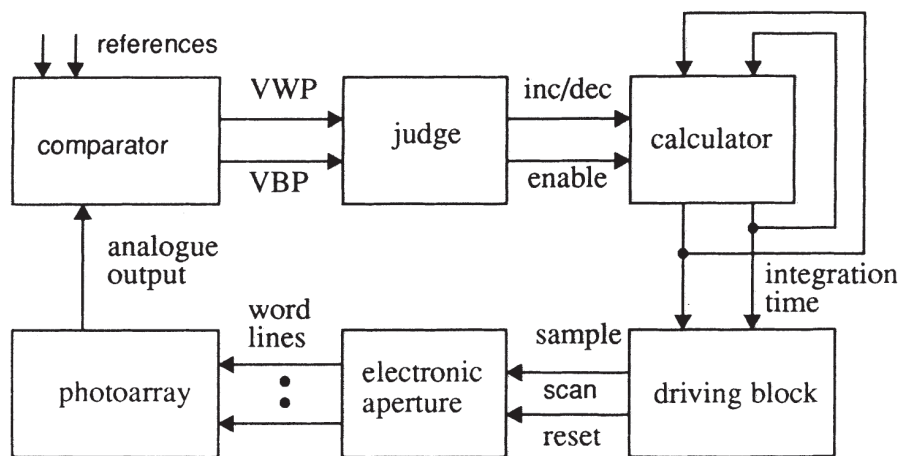 references
comparator
VWP
VBP
judge
inc/dec
enable
calculator
analogue
output
integration
time
photoarray
word
lines
electronic
aperture
sample
scan
reset
driving block